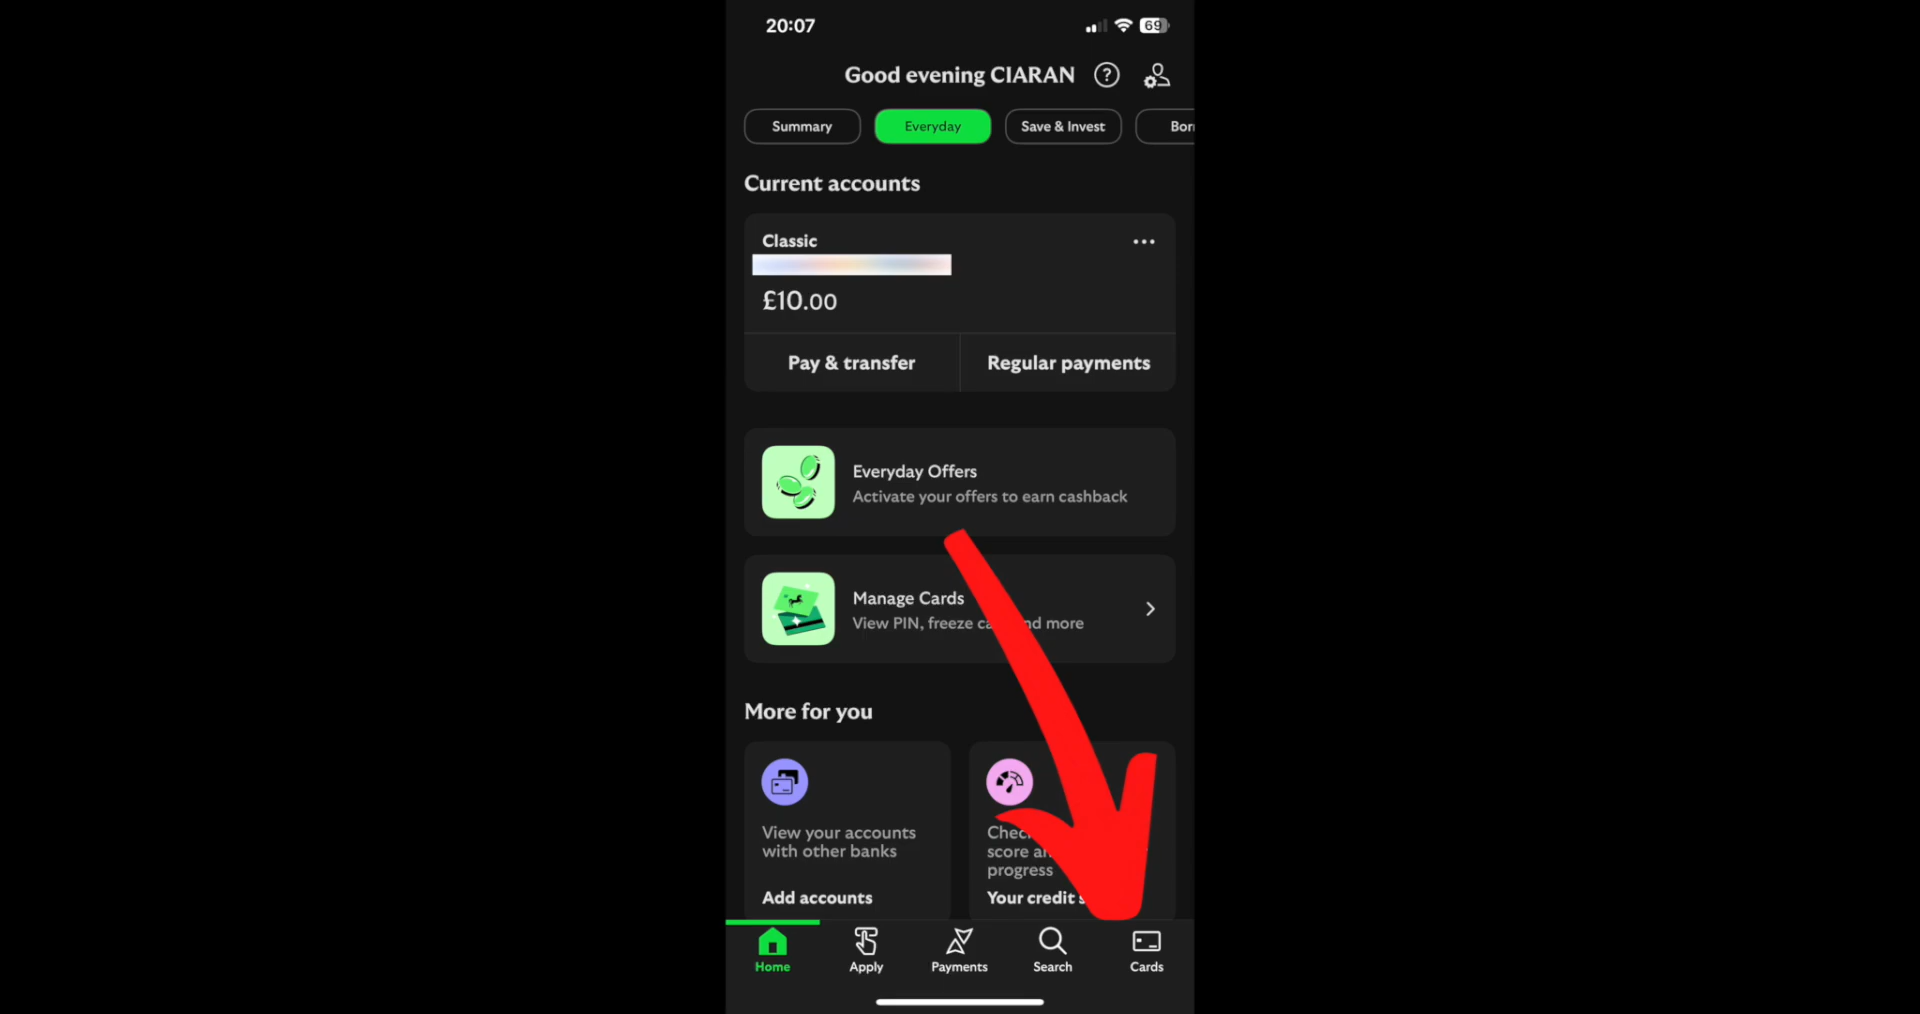 20:07
69
Good evening CIARAN
?
Summary
Everyday
Save & Invest
Current accounts
Classic
£10.00
Pay & transfer
Regular payments
Everyday Offers
Activate your offers to earn cashback
Manage Cards
View PIN, freeze and more
More for you
View your accounts
with other banks
Add accounts
score
progress
Your credit
Home
Apply
Payments
Search
Cards